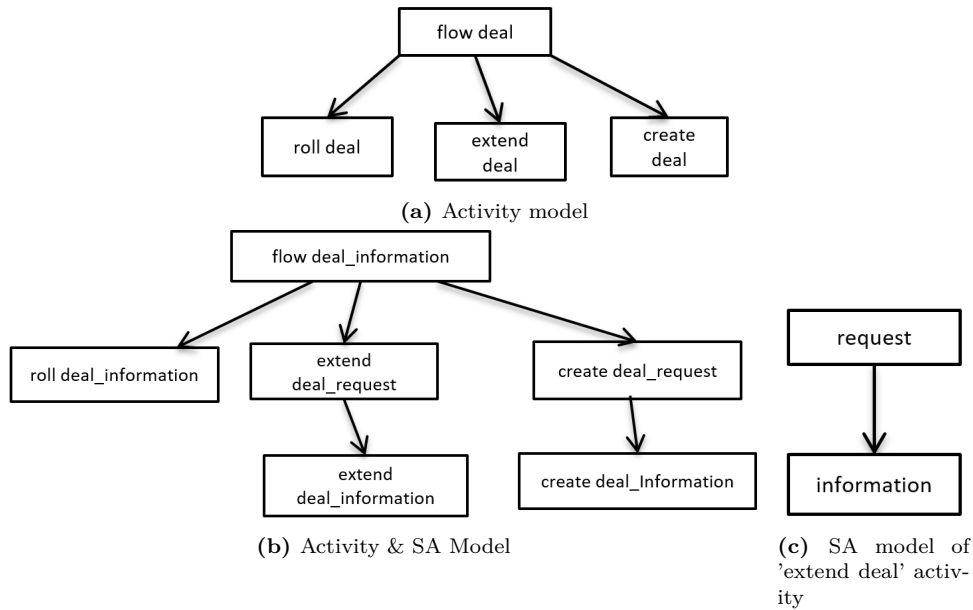 flow deal
roll deal
extend
deal
create
deal
(a) Activity model
flow deal_information
roll deal_information
extend
deal_request
create deal_request
extend
deal_information
create deal_Information
(b) Activity & SA Model
request
information
(c) SA model of
'extend deal' activ-
ity